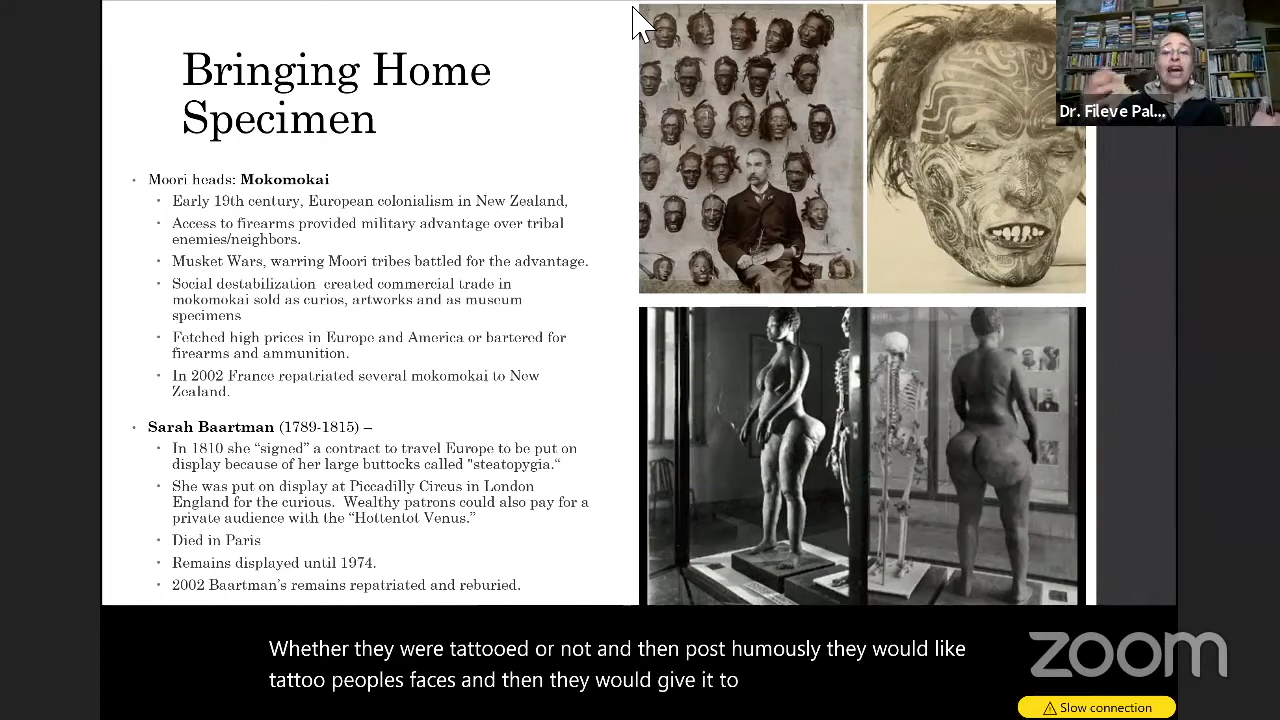 Bringing Home
Specimen
Dr. Fileve Pal...
• Moori heads: Mokomokai
• Early 19th century, European colonialism in New Zealand,
• Access to firearms provided military advantage over tribal
enemies/neighbors.
• Musket Wars, warring Moori tribes battled for the advantage.
• Social destabilization created commercial trade in
mokomokai sold as curios, artworks and as museum
specimens
• Fetched high prices in Europe and America or bartered for
firearms and ammunition.
• In 2002 France repatriated several mokomokai to New
Zealand.
• Sarah Baartman (1789-1815) –
• In 1810 she “signed” a contract to travel Europe to be put on
display because of her large buttocks called "steatopygia.“
• She was put on display at Piccadilly Circus in London
England for the curious. Wealthy patrons could also pay for a
private audience with the “Hottentot Venus.”
• Died in Paris
• Remains displayed until 1974.
• 2002 Baartman’s remains repatriated and reburied.
Whether they were tattooed or not and then post humously they would like
tattoo peoples faces and then they would give it to
zoom
Slow connection